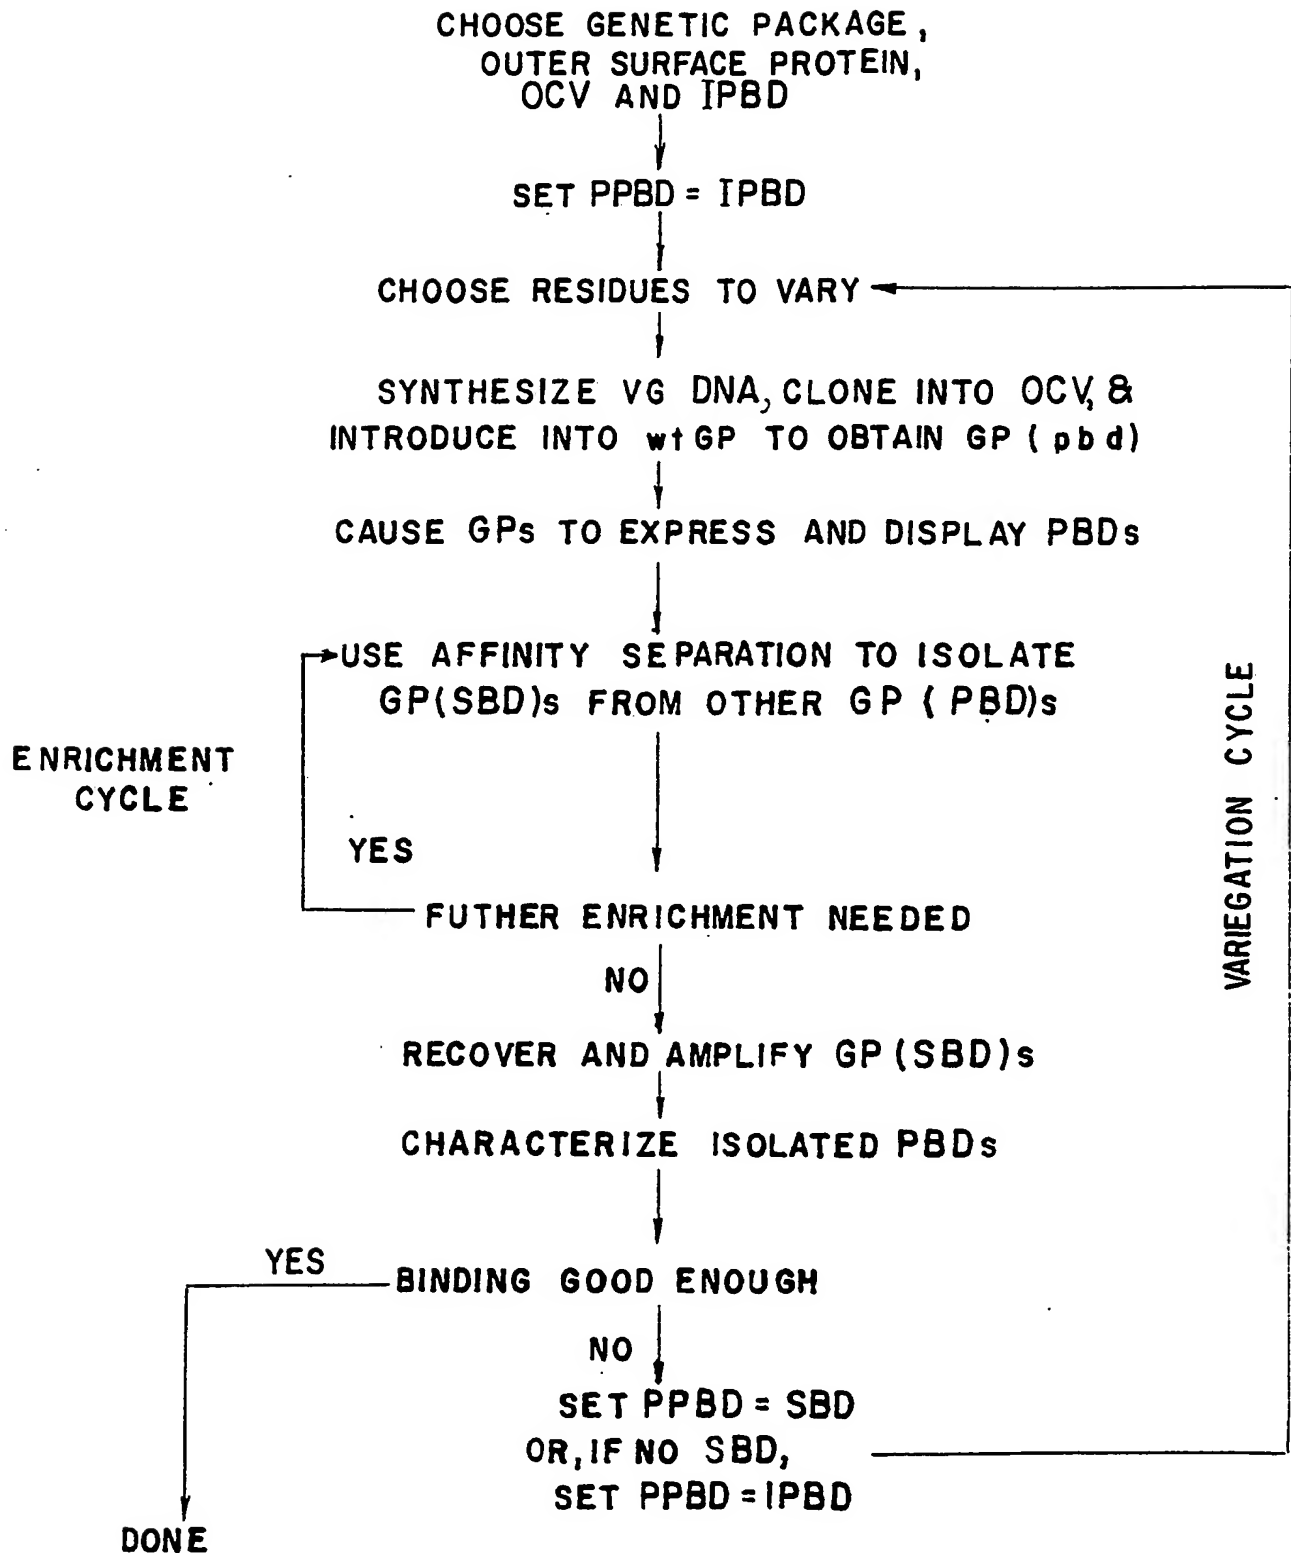 CHOOSE GENETIC PACKAGE,
OUTER SURFACE PROTEIN,
OCV AND IPBD
SET PPBD = IPBD
CHOOSE RESIDUES TO VARY
SYNTHESIZE VG DNA, CLONE INTO OCV, &
INTRODUCE INTO wtGP TO OBTAIN GP (pbd)
CAUSE GPs TO EXPRESS AND DISPLAY PBDs
USE AFFINITY SEPARATION TO ISOLATE
GP(SBD)s FROM OTHER GP (PBD)s
ENRICHMENT
CYCLE
VARIEGATION CYCLE
YES
FUTHER ENRICHMENT NEEDED
NO
RECOVER AND AMPLIFY GP(SBD)s
CHARACTERIZE ISOLATED PBDs
YES
BINDING GOOD ENOUGH
NO
SET PPBD = SBD
OR, IF NO SBD,
SET PPBD = IPBD
DONE